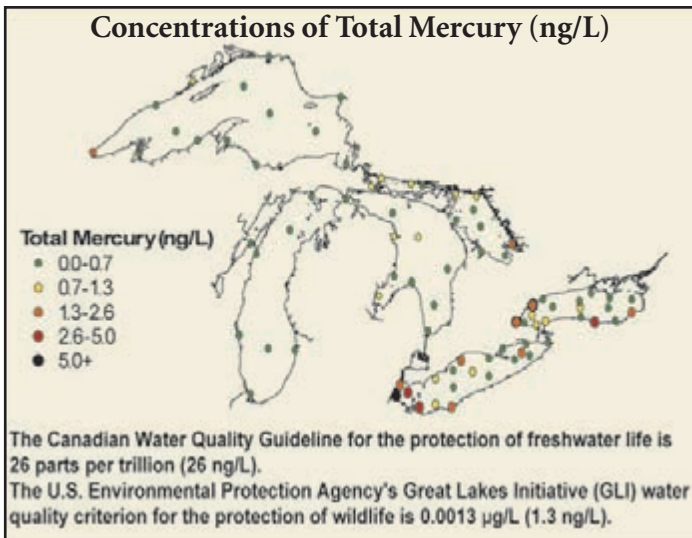 Concentrations of Total Mercury (ng/L)
Total Mercury (ng/L)
0.0-0.7
0.7-1.3
1.3-2.6
2.6-5.0
5.0+
The Canadian Water Quality Guideline for the protection of freshwater life is
26 parts per trillion (26 ng/L).
The U.S. Environmental Protection Agency's Great Lakes Initiative (GLI) water
quality criterion for the protection of wildlife is 0.0013 µg/L (1.3 ng/L).